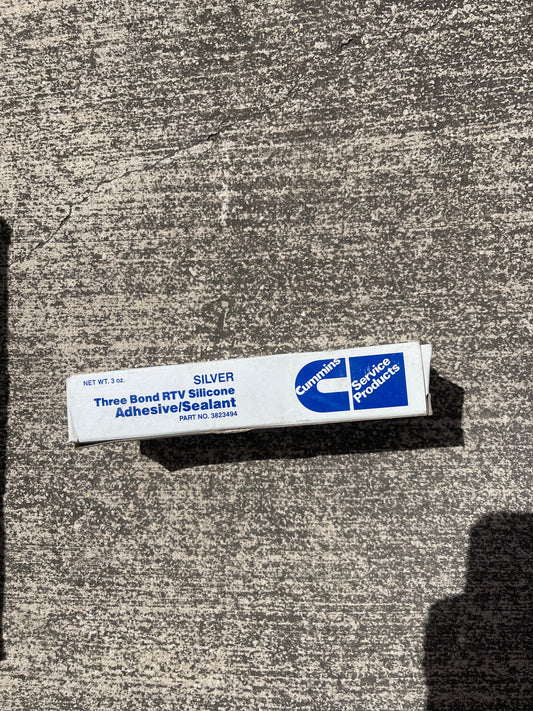 NET WT. 3 oz.
SILVER
Three Bond RTV Silicone
Adhesive/Sealant
PART NO. 3823494
Cummins
Service
Products